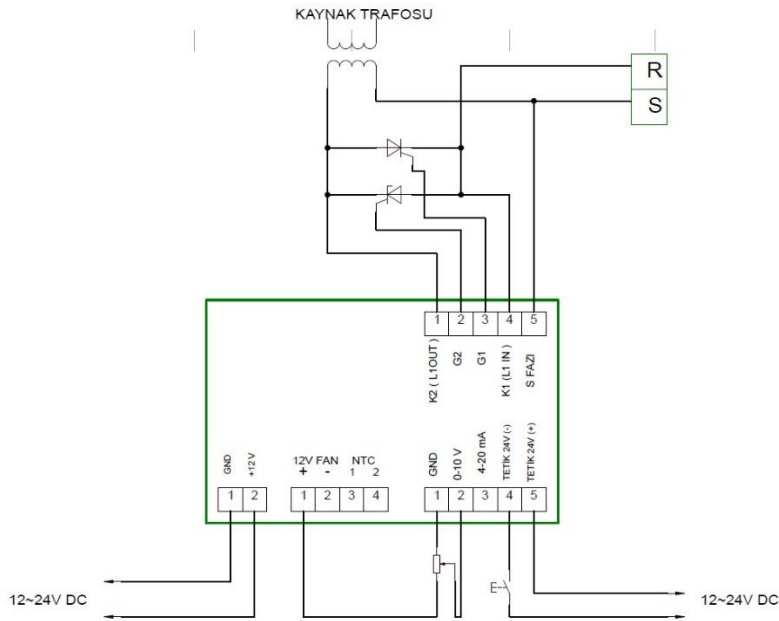 KAYNAK TRAFOSU
R
S
1 2 3 4 5
K2 ( L1OUT )
G2
G1
K1 (L1 IN )
S FAZI
GND
+12 V
12V FAN
+ -
NTC
1 2
GND
0-10 V
4-20 mA
TETİK 24V (-)
TETİK 24V (+)
1 2
1 2 3 4
1 2 3 4 5
12~24V DC
12~24V DC